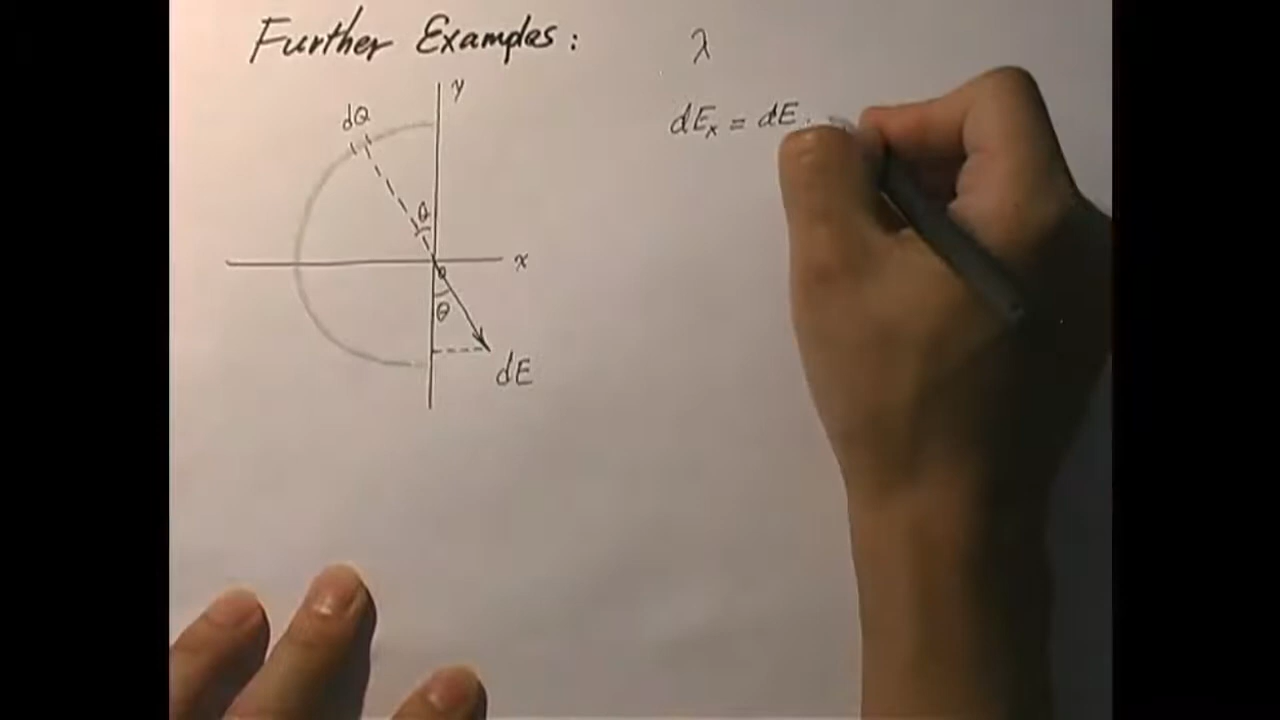 Further Examples:
λ
y
dQ
dEx = dE .
θ
x
θ
dE